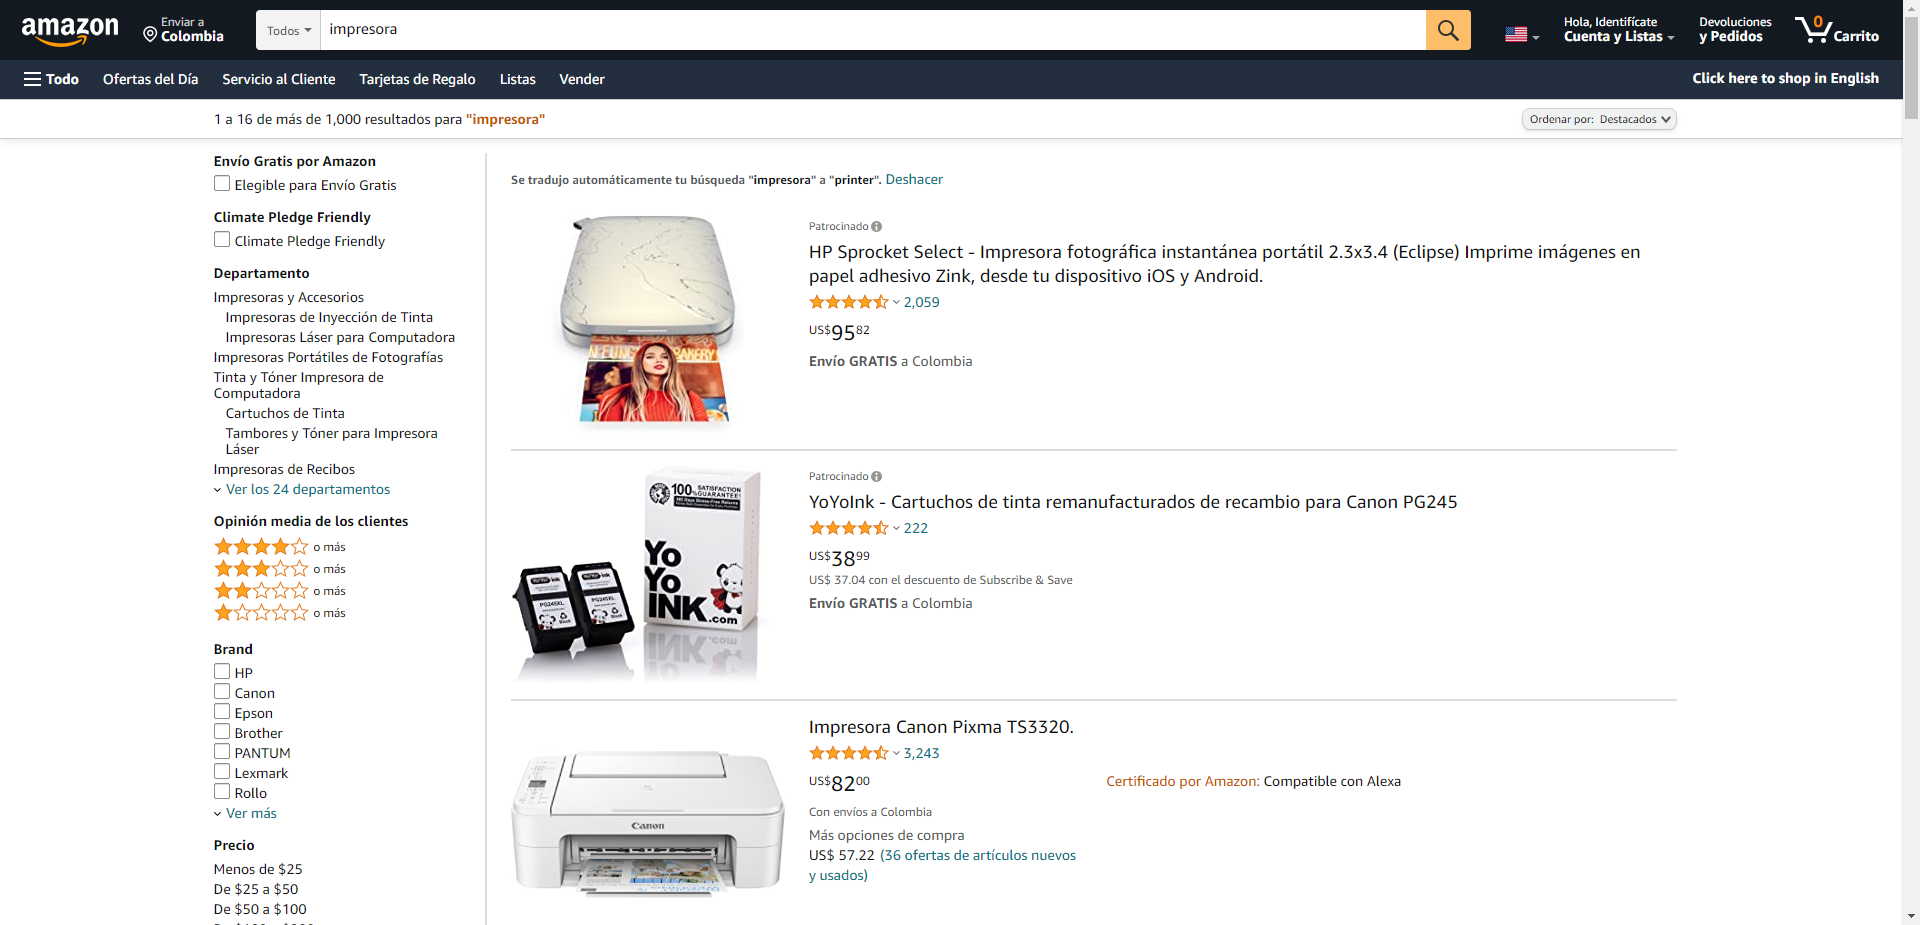 amazon
Enviar a
Colombia
Todos
impresora
Hola, Identifícate
Cuenta y Listas
Devoluciones
y Pedidos
0
Carrito
Todo
Ofertas del Día
Servicio al Cliente
Tarjetas de Regalo
Listas
Vender
Click here to shop in English
1 a 16 de más de 1,000 resultados para "impresora"
Ordenar por: Destacados
Envío Gratis por Amazon
Elegible para Envío Gratis
Climate Pledge Friendly
Climate Pledge Friendly
Departamento
Impresoras y Accesorios
Impresoras de Inyección de Tinta
Impresoras Láser para Computadora
Impresoras Portátiles de Fotografías
Tinta y Tóner Impresora de
Computadora
Cartuchos de Tinta
Tambores y Tóner para Impresora
Láser
Impresoras de Recibos
Ver los 24 departamentos
Opinión media de los clientes
o más
o más
o más
o más
Brand
HP
Canon
Epson
Brother
PANTUM
Lexmark
Rollo
Ver más
Precio
Menos de $25
De $25 a $50
De $50 a $100
Se tradujo automáticamente tu búsqueda "impresora" a "printer". Deshacer
Patrocinado
HP Sprocket Select - Impresora fotográfica instantánea portátil 2.3x3.4 (Eclipse) Imprime imágenes en
papel adhesivo Zink, desde tu dispositivo iOS y Android.
2,059
US$9582
Envío GRATIS a Colombia
BAKERY
Patrocinado
YoYoInk - Cartuchos de tinta remanufacturados de recambio para Canon PG245
222
US$3899
US$ 37.04 con el descuento de Subscribe & Save
Envío GRATIS a Colombia
100% SATISFACTION
GUARANTEE!
Yo
Yo
INK
.com
PG245XL
Impresora Canon Pixma TS3320.
3,243
US$8200
Con envíos a Colombia
Más opciones de compra
US$ 57.22 (36 ofertas de artículos nuevos
y usados)
Certificado por Amazon: Compatible con Alexa
Canon